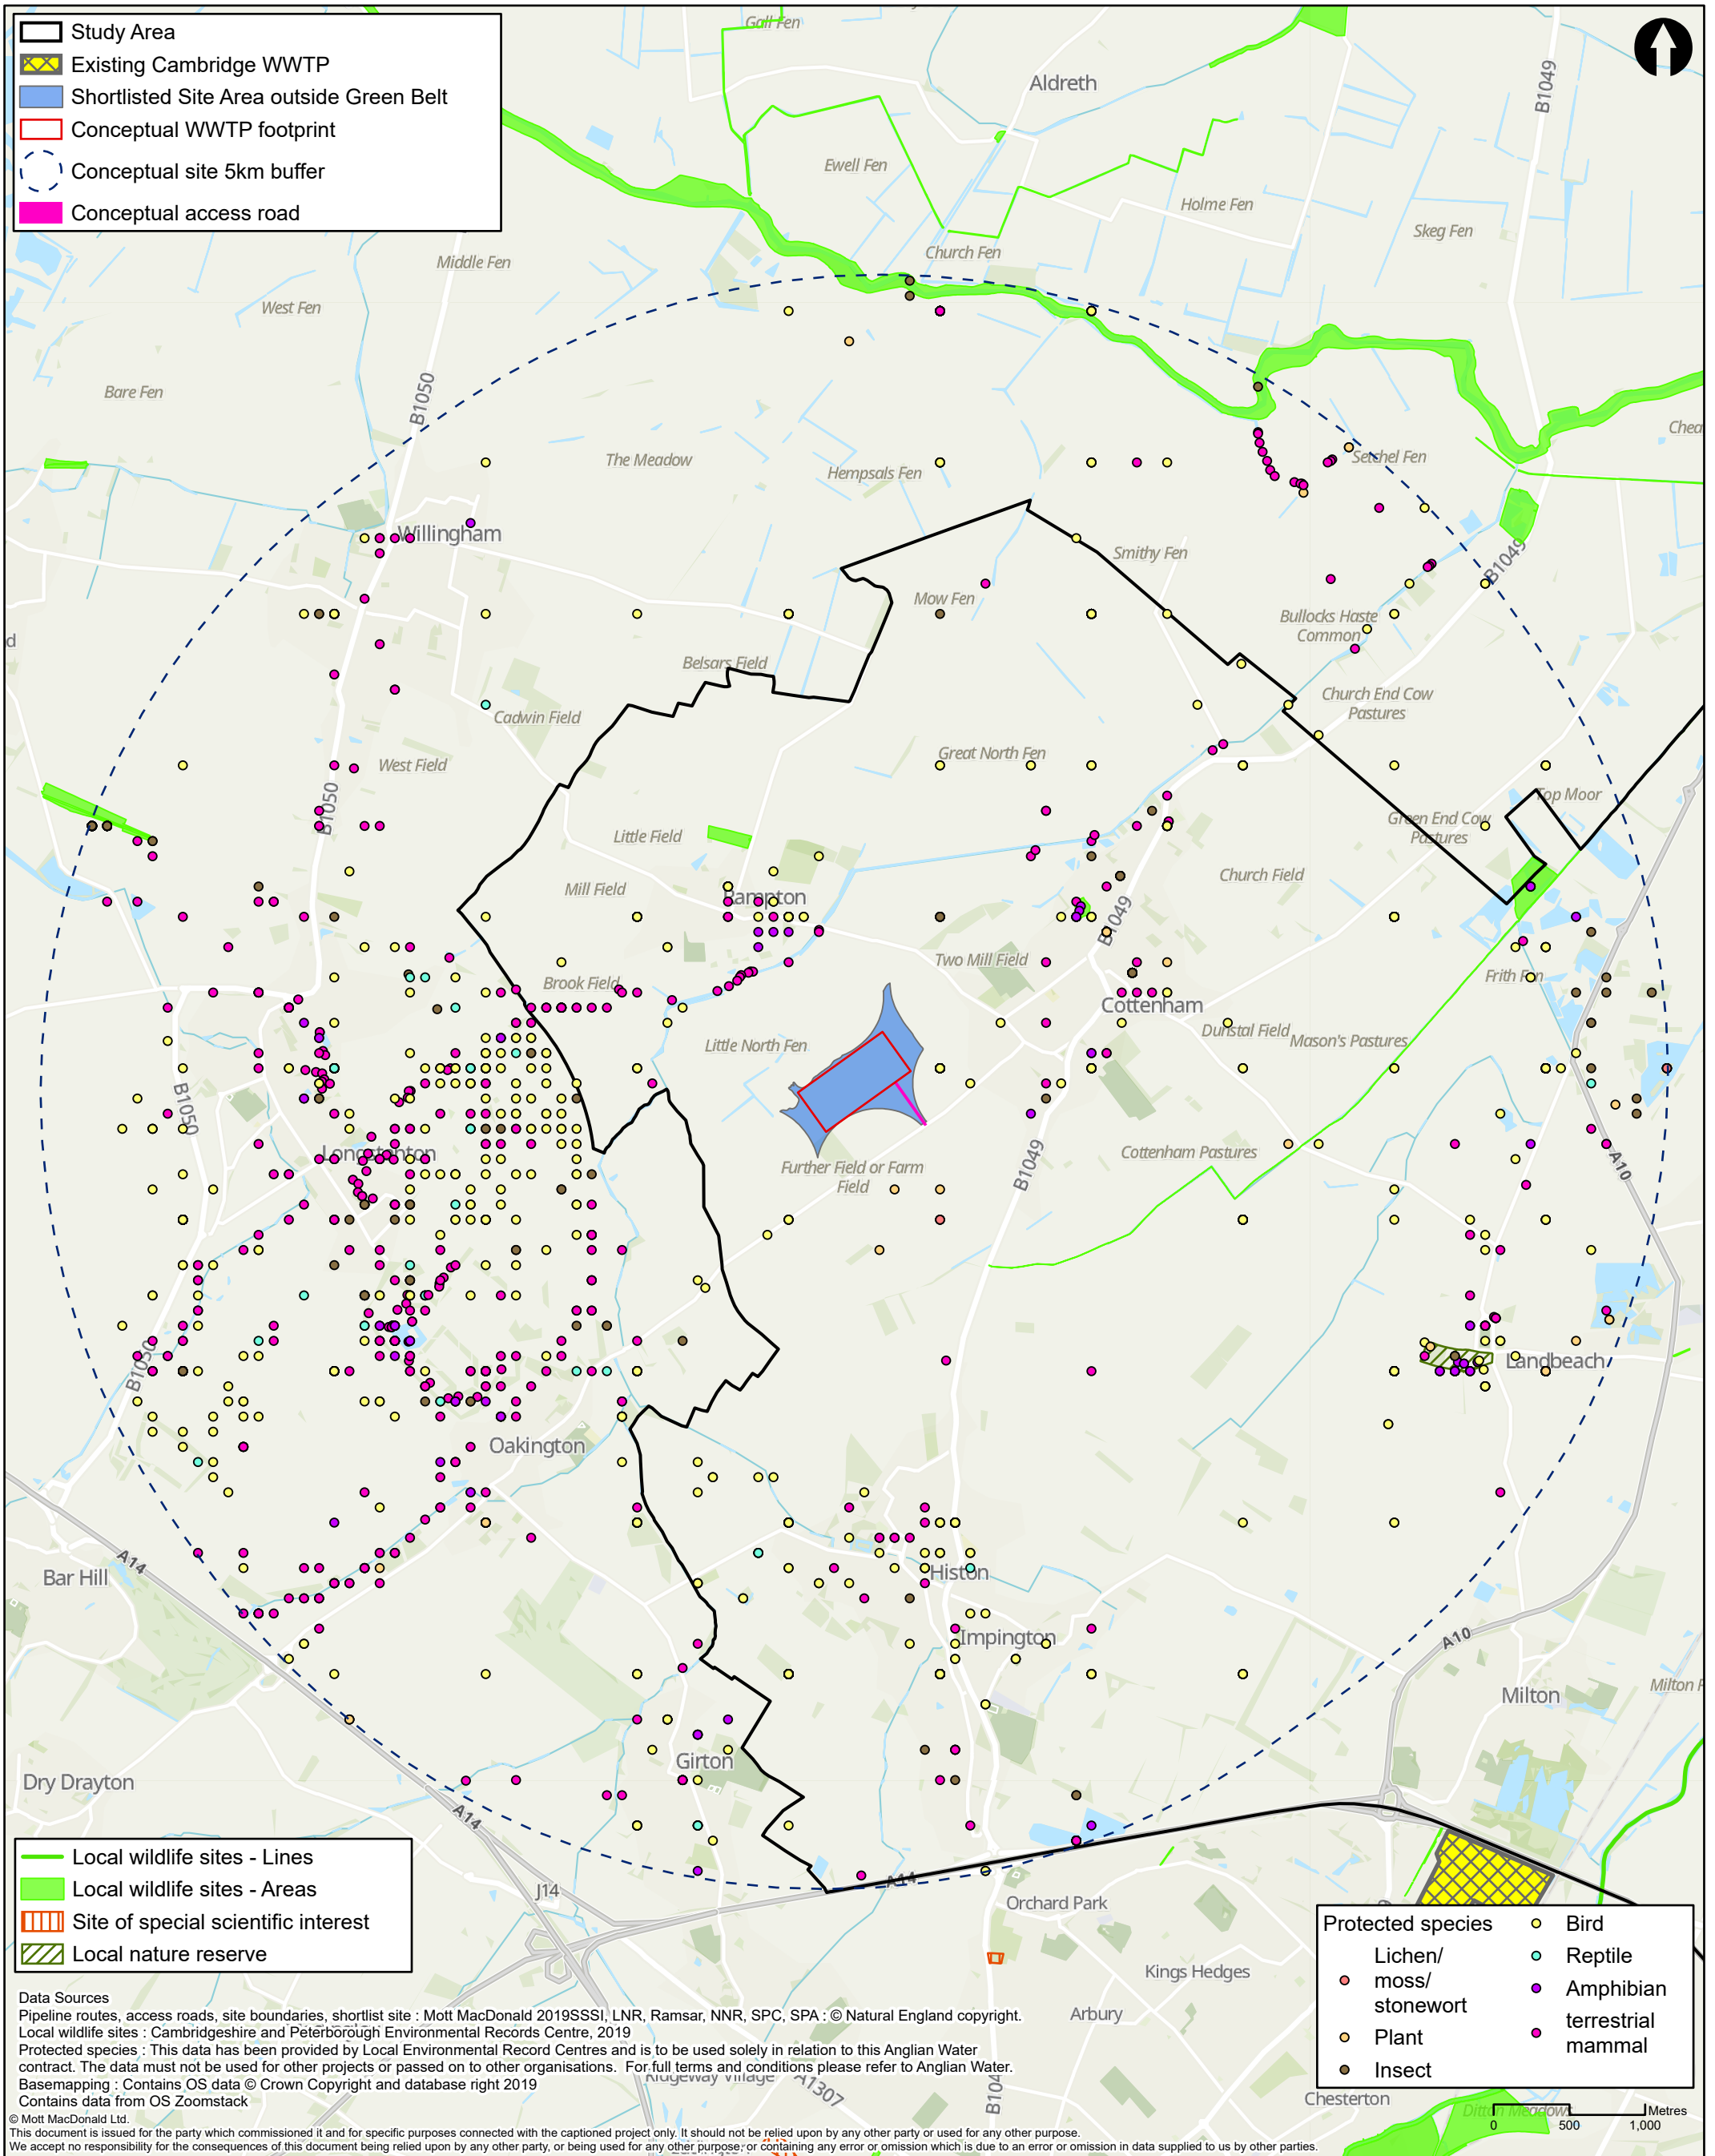 Study Area
Existing Cambridge WWTP
Shortlisted Site Area outside Green Belt
Conceptual WWTP footprint
Conceptual site 5km buffer
Conceptual access road
Gall Fen
Aldreth
B1049
Ewell Fen
Holme Fen
Skeg Fen
Church Fen
Middle Fen
West Fen
Bare Fen
B1050
The Meadow
Hempsals Fen
Setchel Fen
Willingham
Smithy Fen
B1049
Mow Fen
Bullocks Haste
Common
Belsars Field
Cadwin Field
Church End Cow
Pastures
West Field
Great North Fen
Top Moor
B1050
Little Field
Green End Cow
Pastures
Mill Field
Rampton
Church Field
B1049
Two Mill Field
Brook Field
Frith Fen
Cottenham
Dunstal Field
Mason's Pastures
Little North Fen
B1050
Longstanton
Cottenham Pastures
B1049
A10
Further Field or Farm
Field
B1050
Landbeach
Oakington
A14
Bar Hill
Histon
Impington
A10
Milton
Girton
Dry Drayton
A14
A14
J14
Orchard Park
Kings Hedges
Arbury
Ridgeway Village
A1307
Chesterton
Ditton Meadows
Local wildlife sites - Lines
Local wildlife sites - Areas
Site of special scientific interest
Local nature reserve
Protected species
Lichen/
moss/
stonewort
Plant
Insect
Bird
Reptile
Amphibian
terrestrial
mammal
Metres
0 500 1,000
Data Sources
Pipeline routes, access roads, site boundaries, shortlist site : Mott MacDonald 2019SSSI, LNR, Ramsar, NNR, SPC, SPA : © Natural England copyright.
Local wildlife sites : Cambridgeshire and Peterborough Environmental Records Centre, 2019
Protected species : This data has been provided by Local Environmental Record Centres and is to be used solely in relation to this Anglian Water
contract. The data must not be used for other projects or passed on to other organisations. For full terms and conditions please refer to Anglian Water.
Basemapping : Contains OS data © Crown Copyright and database right 2019
Contains data from OS Zoomstack
© Mott MacDonald Ltd.
This document is issued for the party which commissioned it and for specific purposes connected with the captioned project only. It should not be relied upon by any other party or used for any other purpose.
We accept no responsibility for the consequences of this document being relied upon by any other party, or being used for any other purpose, or containing any error or omission which is due to an error or omission in data supplied to us by other parties.